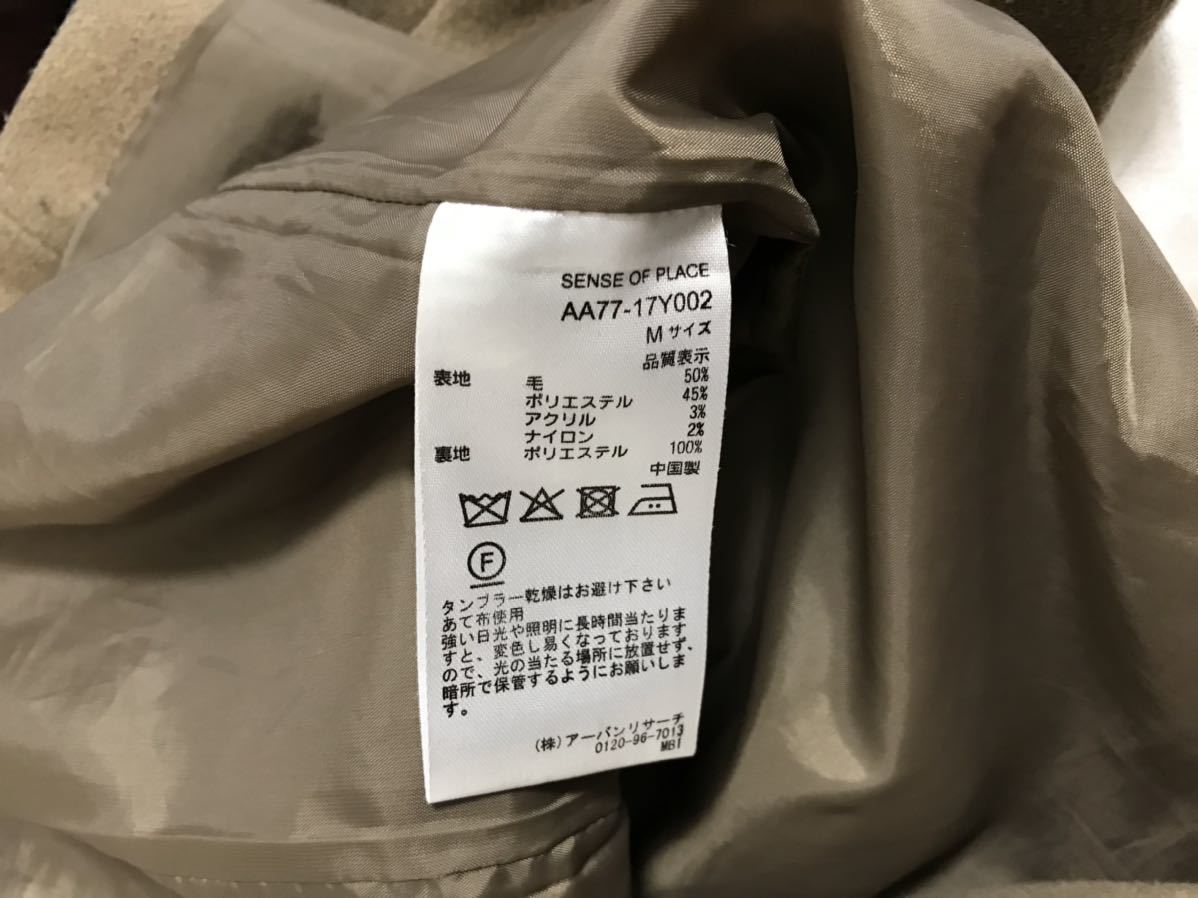 SENSE OF PLACE
AA77-17Y002
Mサイズ
品質表示
表地 毛 50%
ポリエステル 45%
アクリル 3%
ナイロン 2%
裏地 ポリエステル 100%
中国製
F
タンブラー乾燥はお避け下さい
あて布使用
強い日光や照明に長時間当たりま
すと、変色し易くなっております
ので、光の当たる場所に放置せず、
暗所で保管するようにお願いしま
す。
(株)アーバンリサーチ
0120-96-7013
MB1